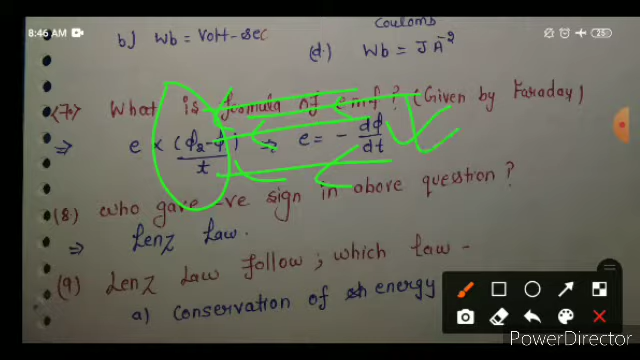 8:46 AM
25
Coulomb
b) Wb = Volt-sec
(d.) Wb = J A⁻²
(7) What is formula of emf? (Given by Faraday)
⇒ e ∝ (ϕ₂-ϕ₁)/t ⇒ e = - dϕ/dt
(8) who gave -ve sign in above question?
⇒ Lenz Law.
(9) Lenz Law follow; which law -
a) Conservation of energy
PowerDirector